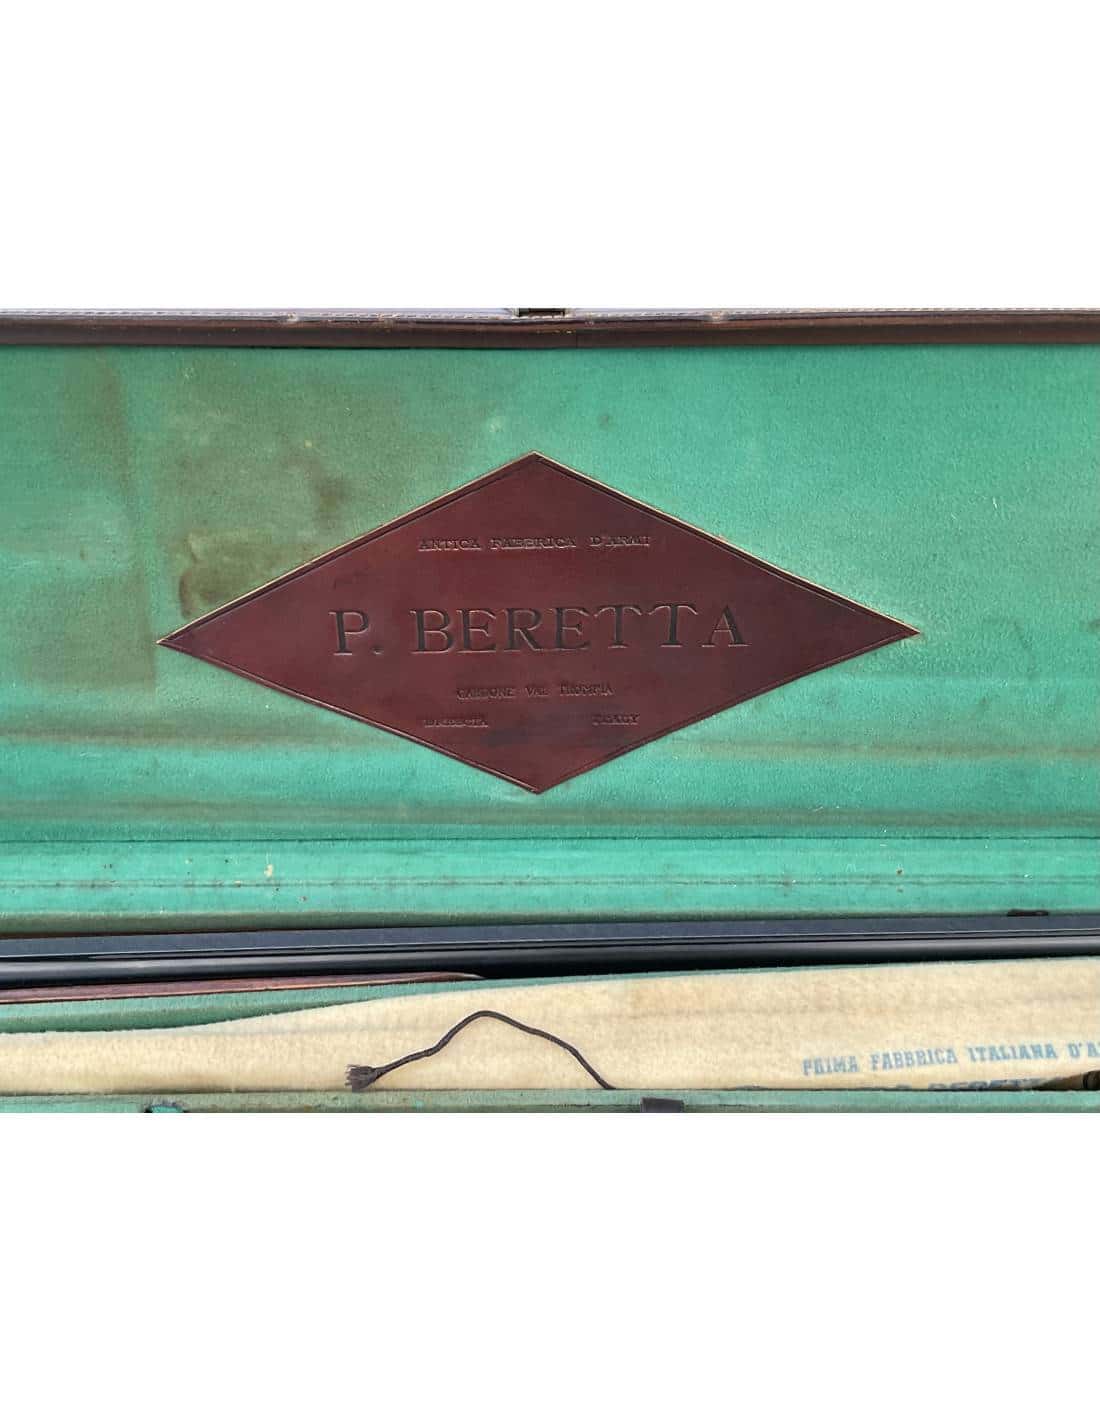 ANTICA FABBRICA D'ARMI
P. BERETTA
GARDONE VAL TROMPIA
BRESCIA ITALY
PRIMA FABBRICA ITALIANA D'A